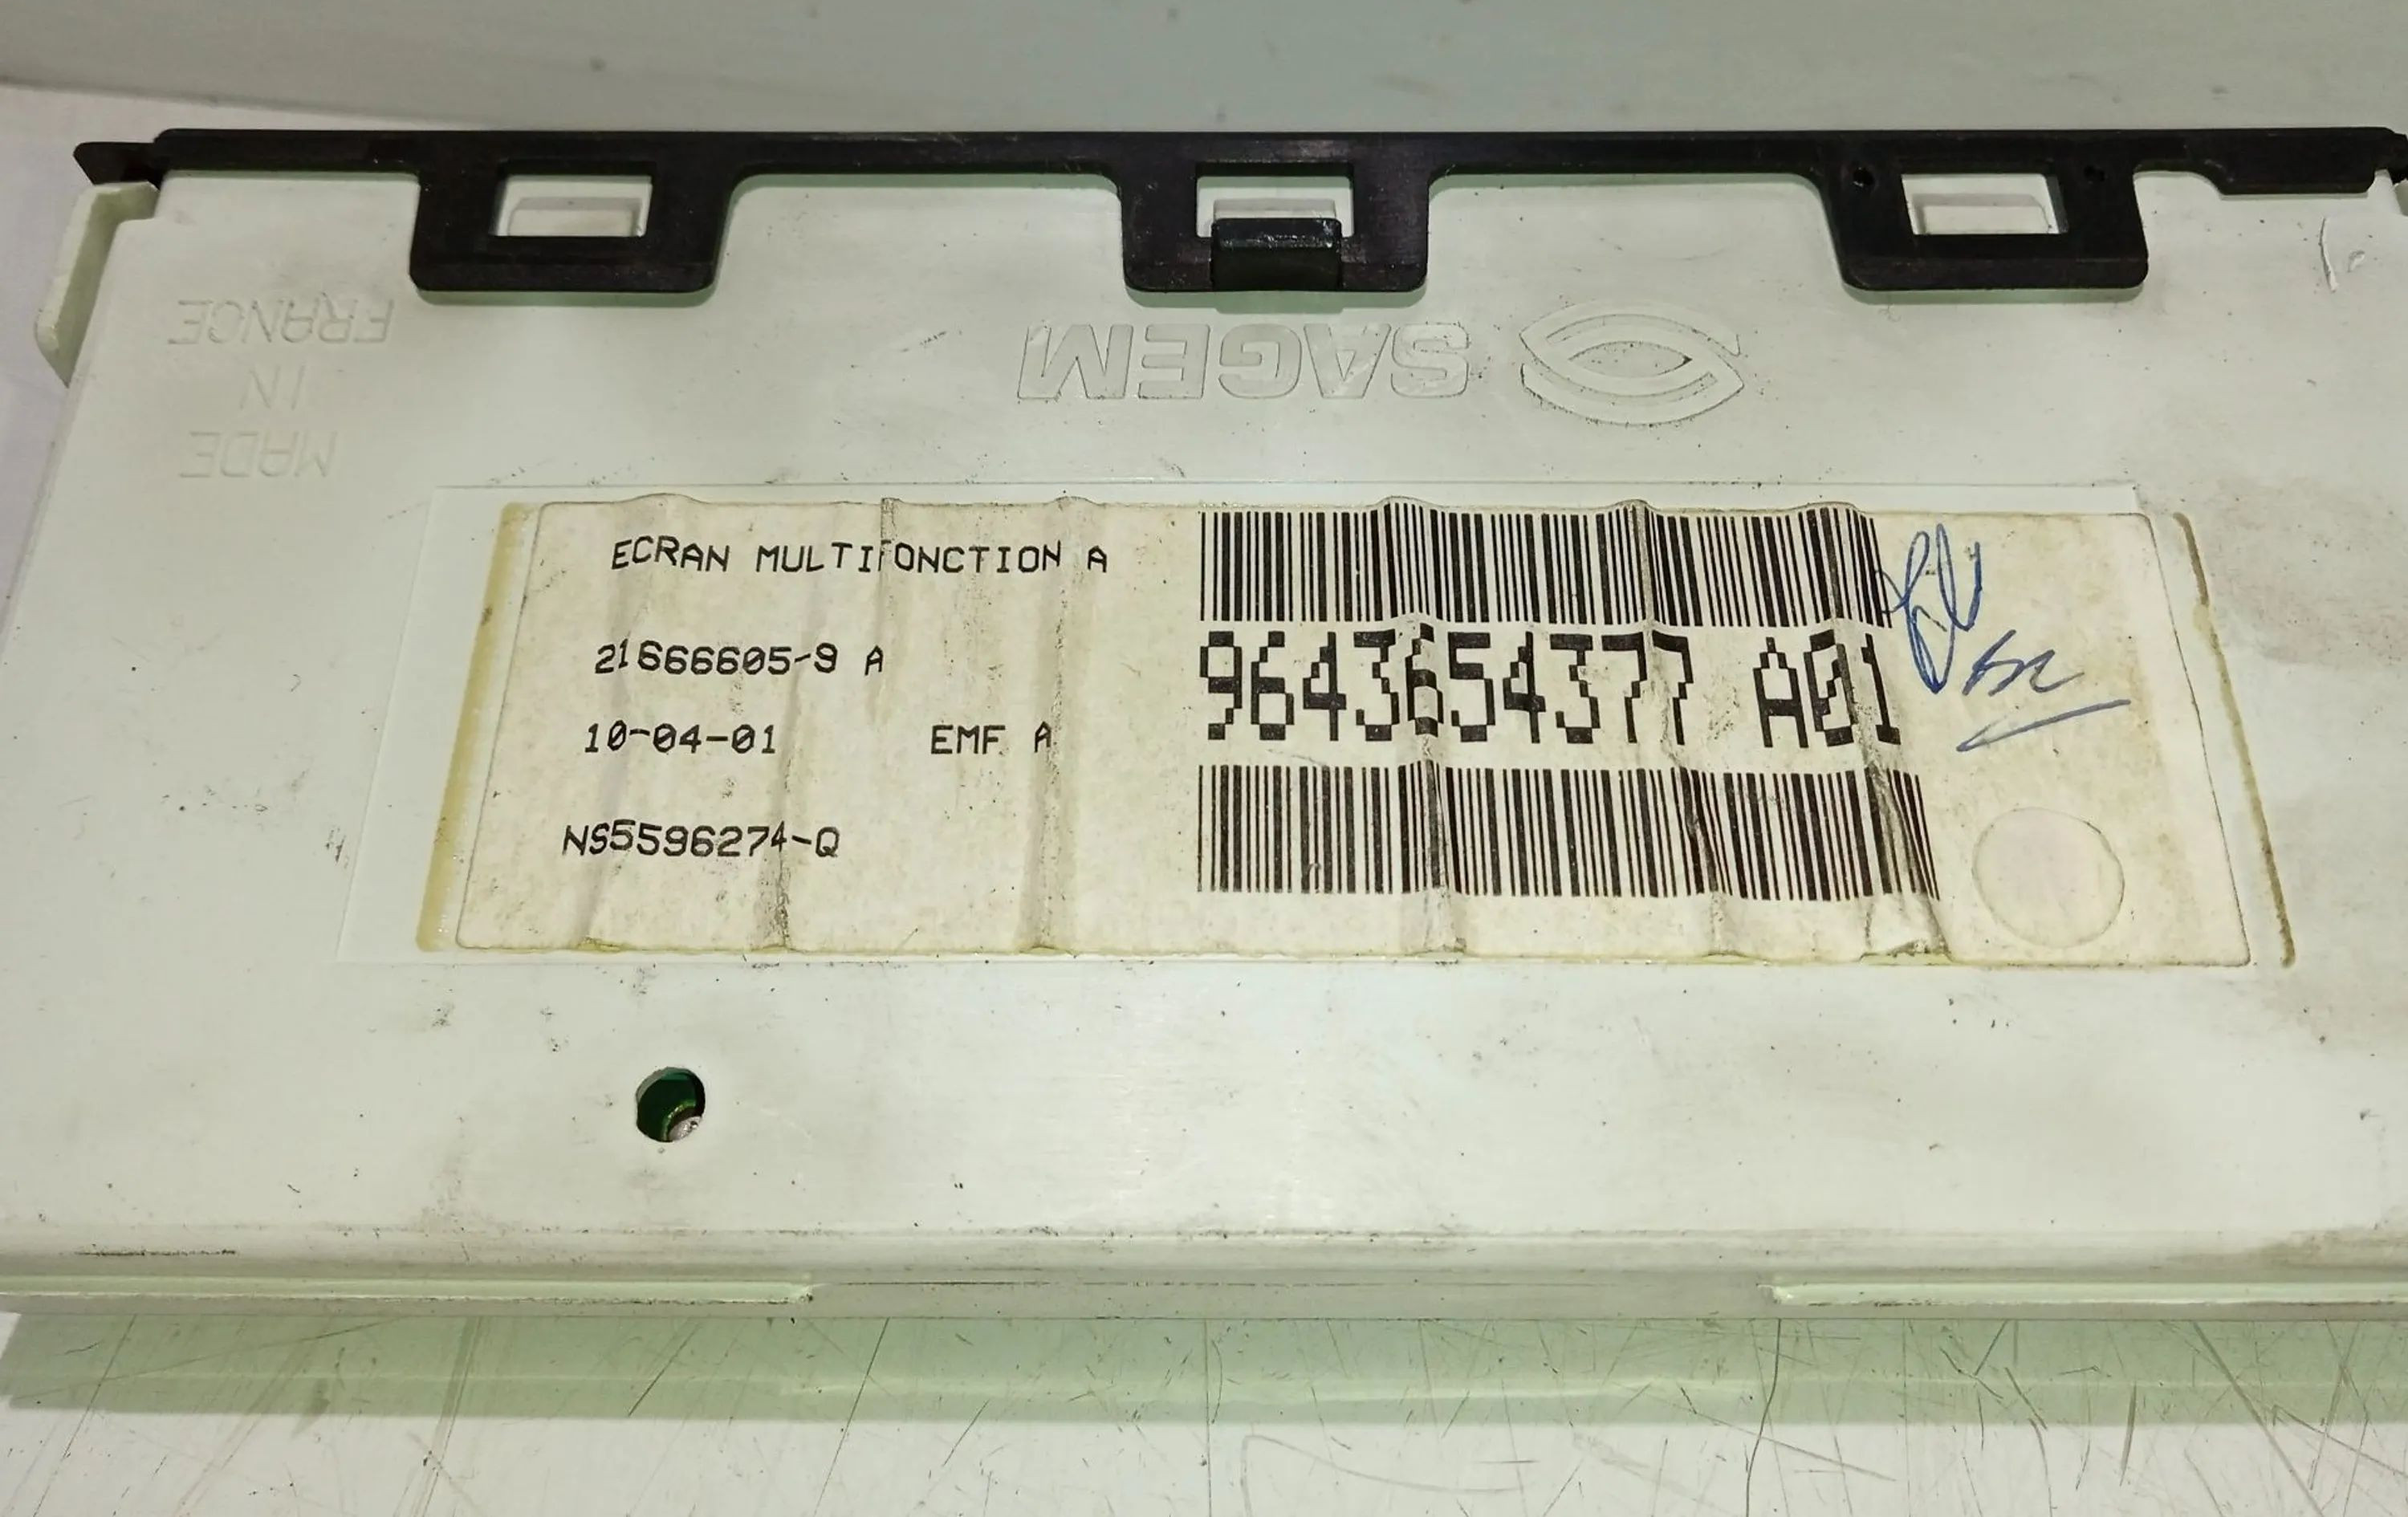 FRANCE
IN
MADE
SAGEM
ECRAN MULTIFONCTION A
21666605-9 A
10-04-01 EMF A
NS5596274-Q
9643654377 A01